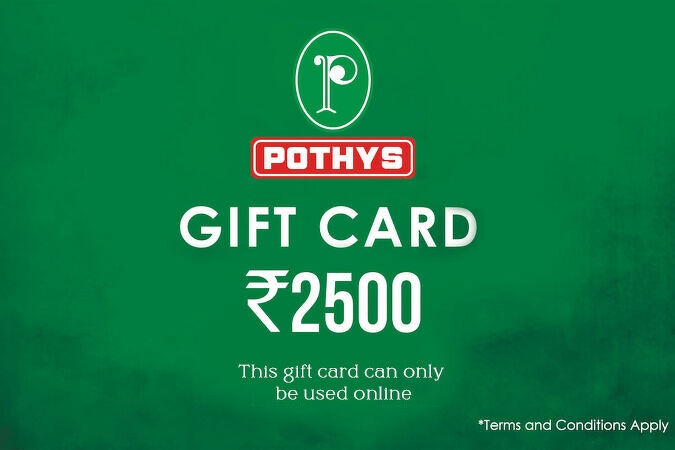 P
POTHYS
GIFT CARD
₹2500
This gift card can only
be used online
*Terms and Conditions Apply